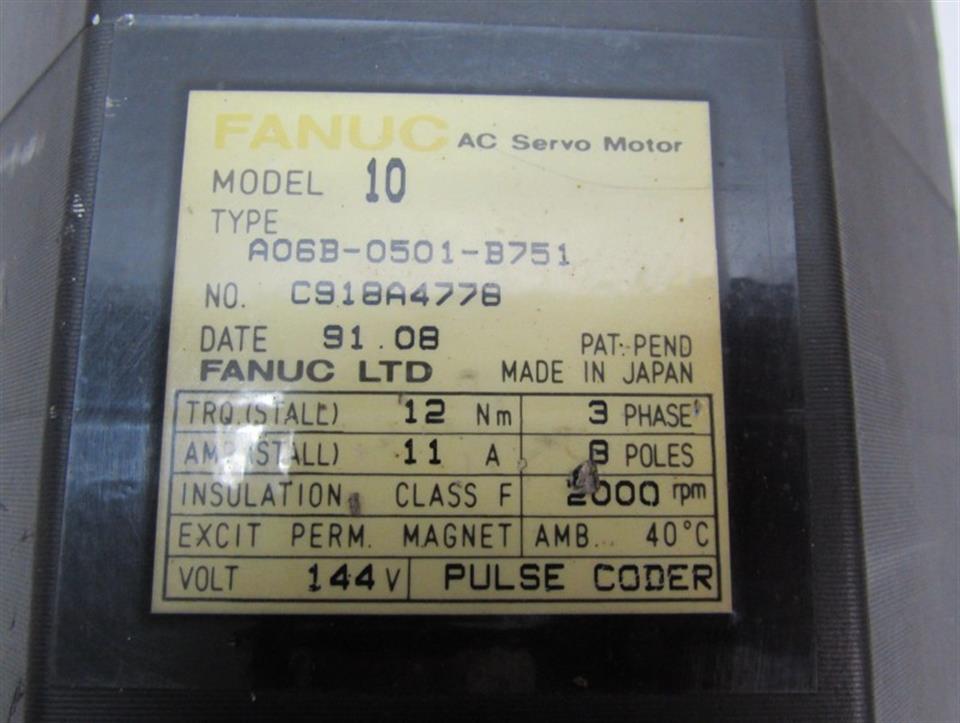 FANUC AC Servo Motor
MODEL 10
TYPE
A06B-0501-B751
NO. C918A4778
DATE 91.08
PAT-PEND
FANUC LTD MADE IN JAPAN
TRQ.(STALL) 12 Nm 3 PHASE
AMP.(STALL) 11 A 8 POLES
INSULATION CLASS F 2000 rpm
EXCIT PERM. MAGNET AMB. 40°C
VOLT 144 V PULSE CODER